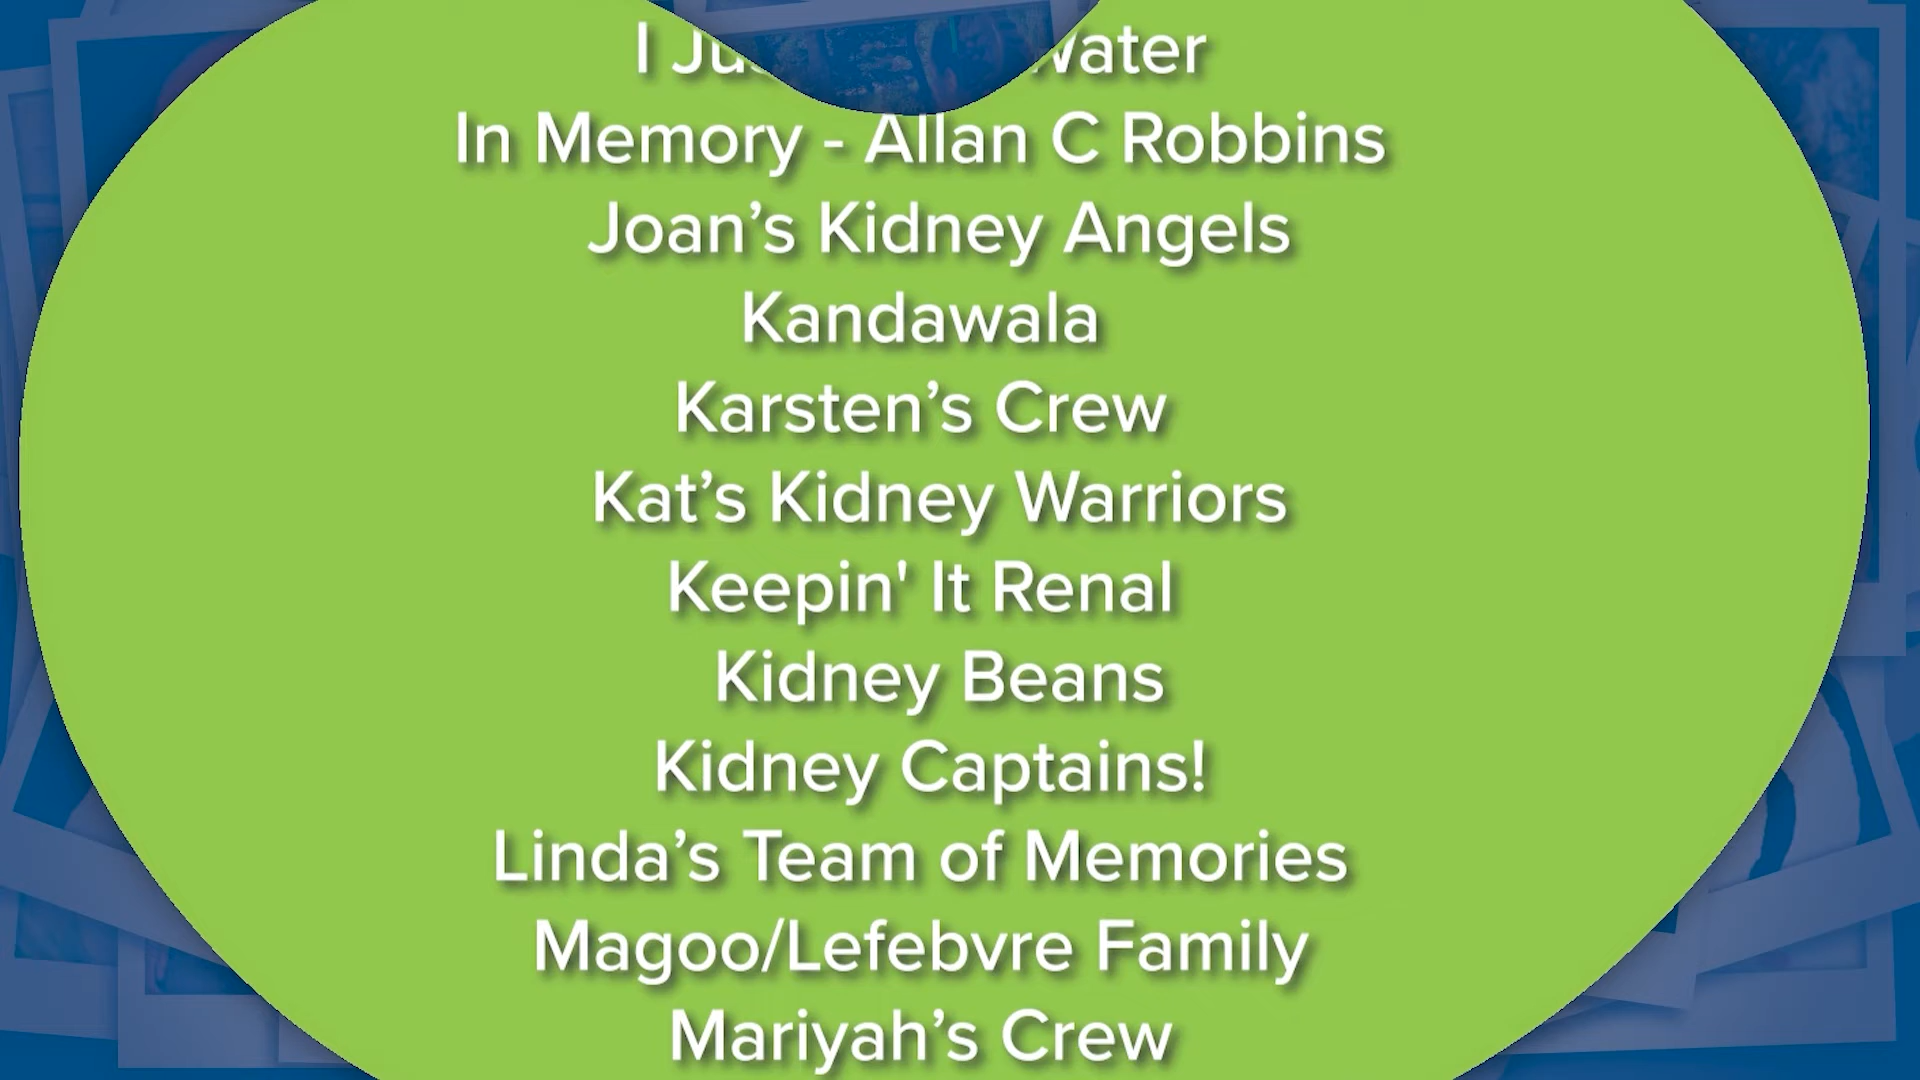 I
In Memory - Allan C Robbins
Joan’s Kidney Angels
Kandawala
Karsten’s Crew
Kat’s Kidney Warriors
Keepin' It Renal
Kidney Beans
Kidney Captains!
Linda’s Team of Memories
Magoo/Lefebvre Family
Mariyah’s Crew